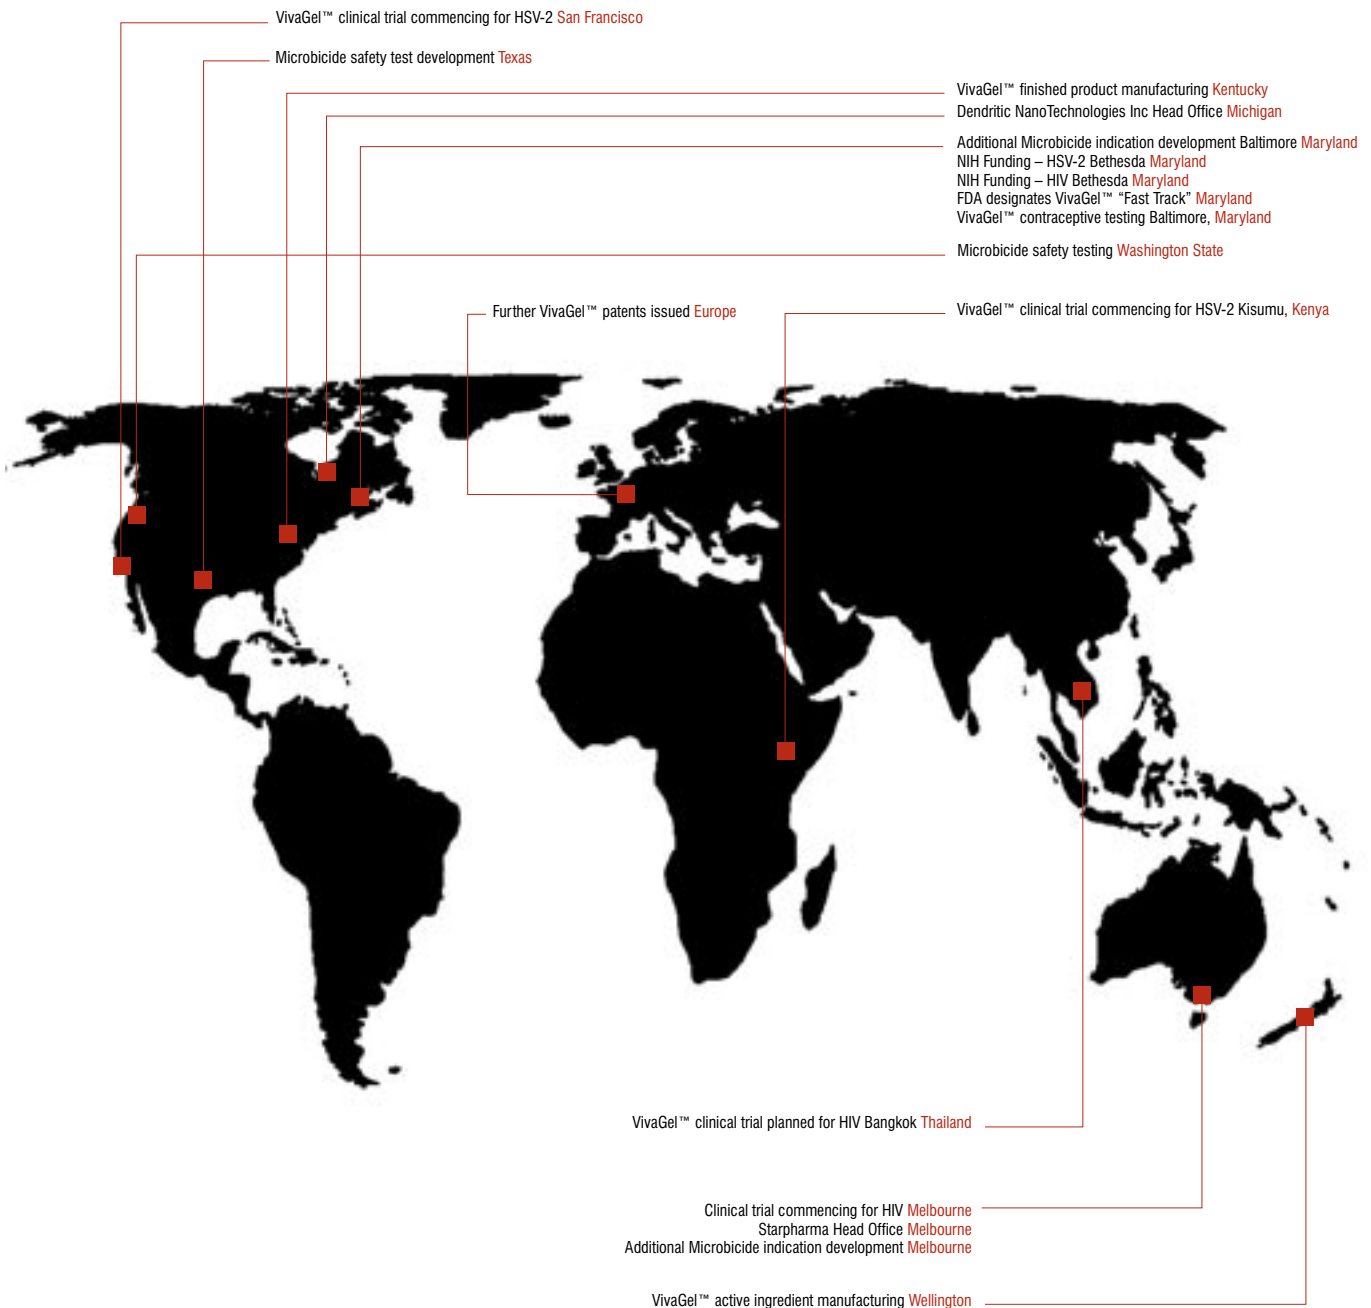 VivaGel™ clinical trial commencing for HSV-2 San Francisco
Microbicide safety test development Texas
VivaGel™ finished product manufacturing Kentucky
Dendritic NanoTechnologies Inc Head Office Michigan
Additional Microbicide indication development Baltimore Maryland
NIH Funding – HSV-2 Bethesda Maryland
NIH Funding – HIV Bethesda Maryland
FDA designates VivaGel™ “Fast Track” Maryland
VivaGel™ contraceptive testing Baltimore, Maryland
Microbicide safety testing Washington State
Further VivaGel™ patents issued Europe
VivaGel™ clinical trial commencing for HSV-2 Kisumu, Kenya
VivaGel™ clinical trial planned for HIV Bangkok Thailand
Clinical trial commencing for HIV Melbourne
Starpharma Head Office Melbourne
Additional Microbicide indication development Melbourne
VivaGel™ active ingredient manufacturing Wellington